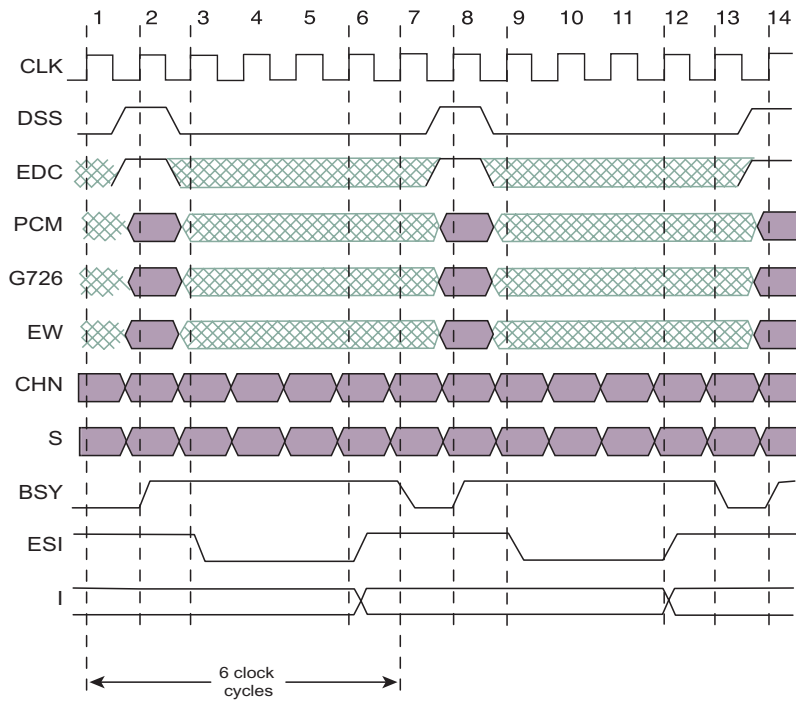 1 2 3 4 5 6 7 8 9 10 11 12 13 14
CLK
DSS
EDC
PCM
G726
EW
CHN
S
BSY
ESI
I
6 clock
cycles